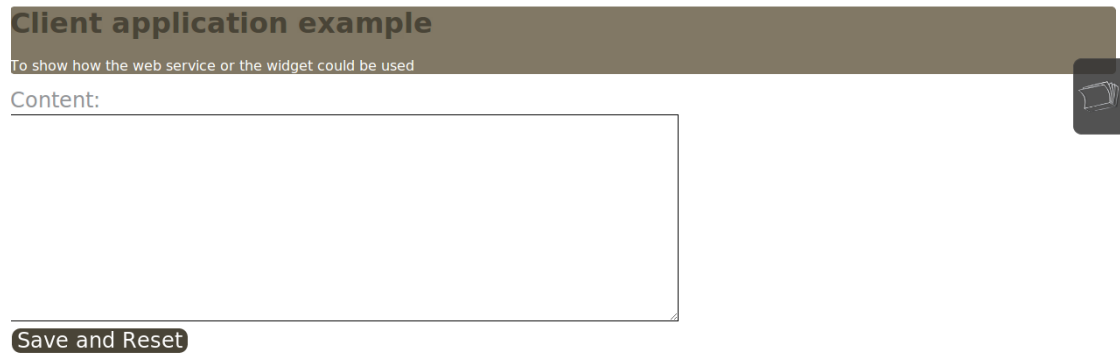 Client application example
To show how the web service or the widget could be used
Content:
Save and Reset